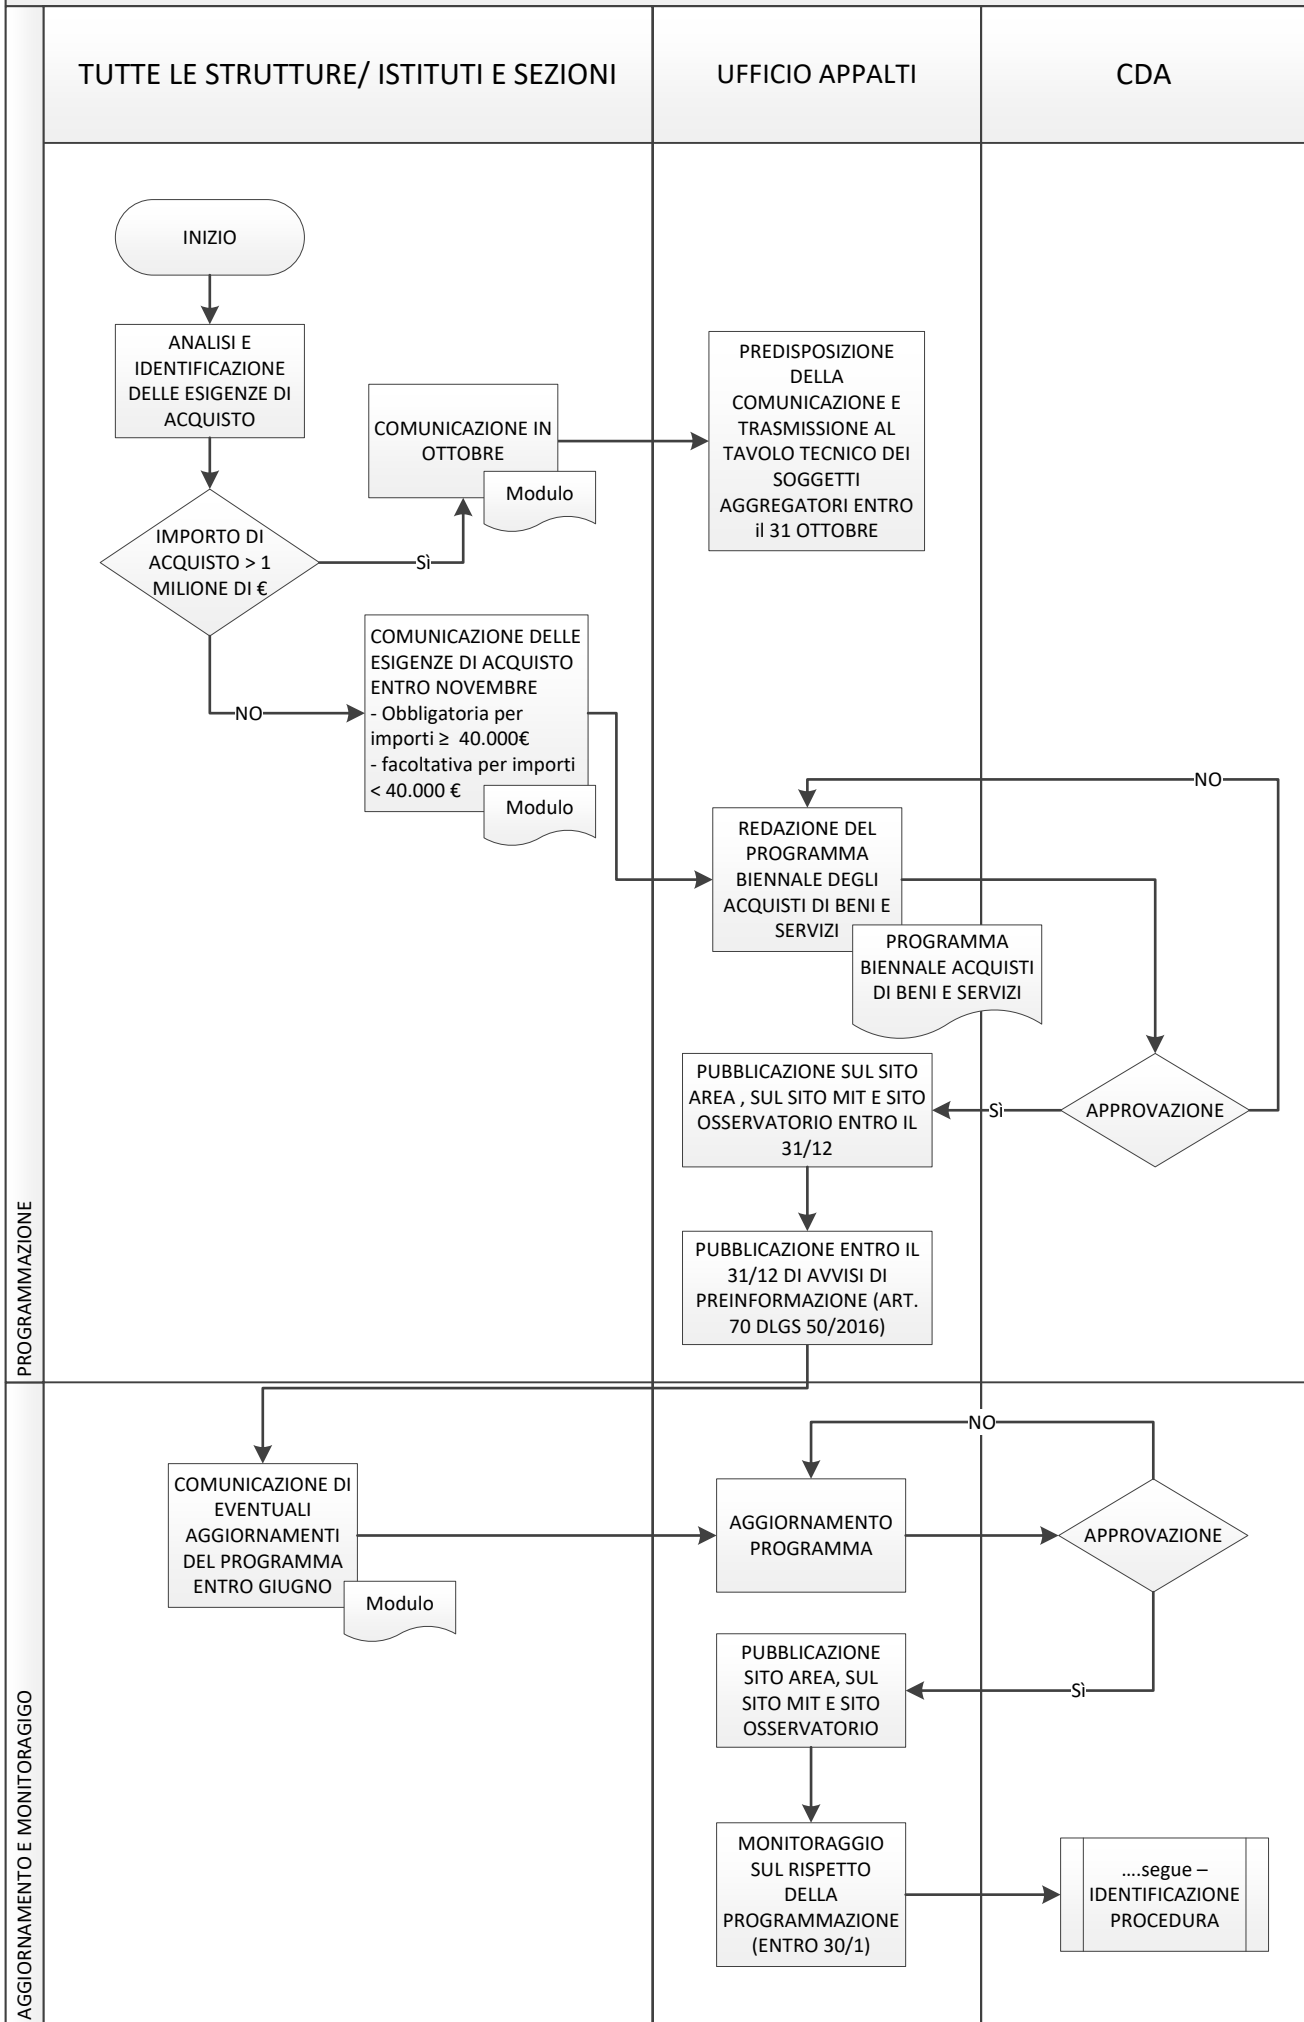 TUTTE LE STRUTTURE/ ISTITUTI E SEZIONI
UFFICIO APPALTI
CDA
PROGRAMMAZIONE
INIZIO
ANALISI E
IDENTIFICAZIONE
DELLE ESIGENZE DI
ACQUISTO
COMUNICAZIONE IN
OTTOBRE
Modulo
PREDISPOSIZIONE
DELLA
COMUNICAZIONE E
TRASMISSIONE AL
TAVOLO TECNICO DEI
SOGGETTI
AGGREGATORI ENTRO
il 31 OTTOBRE
IMPORTO DI
ACQUISTO > 1
MILIONE DI €
Sì
NO
COMUNICAZIONE DELLE
ESIGENZE DI ACQUISTO
ENTRO NOVEMBRE
- Obbligatoria per
importi ≥  40.000€
- facoltativa per importi
< 40.000 €
Modulo
NO
REDAZIONE DEL
PROGRAMMA
BIENNALE DEGLI
ACQUISTI DI BENI E
SERVIZI
PROGRAMMA
BIENNALE ACQUISTI
DI BENI E SERVIZI
APPROVAZIONE
Sì
PUBBLICAZIONE SUL SITO
AREA , SUL SITO MIT E SITO
OSSERVATORIO ENTRO IL
31/12
PUBBLICAZIONE ENTRO IL
31/12 DI AVVISI DI
PREINFORMAZIONE (ART.
70 DLGS 50/2016)
AGGIORNAMENTO E MONITORAGIGO
COMUNICAZIONE DI
EVENTUALI
AGGIORNAMENTI
DEL PROGRAMMA
ENTRO GIUGNO
Modulo
NO
AGGIORNAMENTO
PROGRAMMA
APPROVAZIONE
Sì
PUBBLICAZIONE
SITO AREA, SUL
SITO MIT E SITO
OSSERVATORIO
MONITORAGGIO
SUL RISPETTO
DELLA
PROGRAMMAZIONE
(ENTRO 30/1)
....segue –
IDENTIFICAZIONE
PROCEDURA